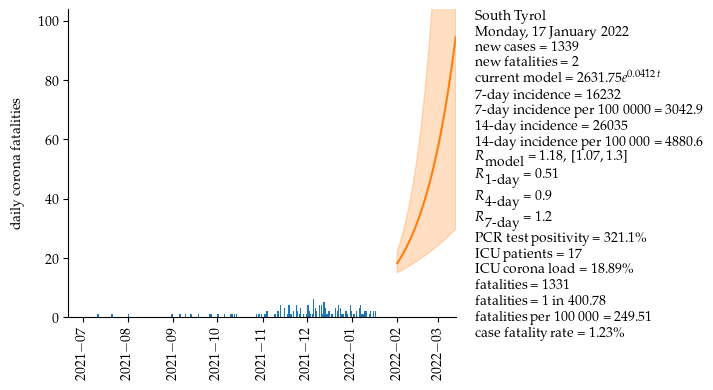 South Tyrol
Monday, 17 January 2022
new cases = 1339
new fatalities = 2
current model = 2631.75e^0.0412 t
7-day incidence = 16232
7-day incidence per 100 0000 = 3042.9
14-day incidence = 26035
14-day incidence per 100 000 = 4880.6
R_model = 1.18, [1.07, 1.3]
R_1-day = 0.51
R_4-day = 0.9
R_7-day = 1.2
PCR test positivity = 321.1%
ICU patients = 17
ICU corona load = 18.89%
fatalities = 1331
fatalities = 1 in 400.78
fatalities per 100 000 = 249.51
case fatality rate = 1.23%
daily corona fatalities
100
80
60
40
20
0
2021−07
2021−08
2021−09
2021−10
2021−11
2021−12
2022−01
2022−02
2022−03